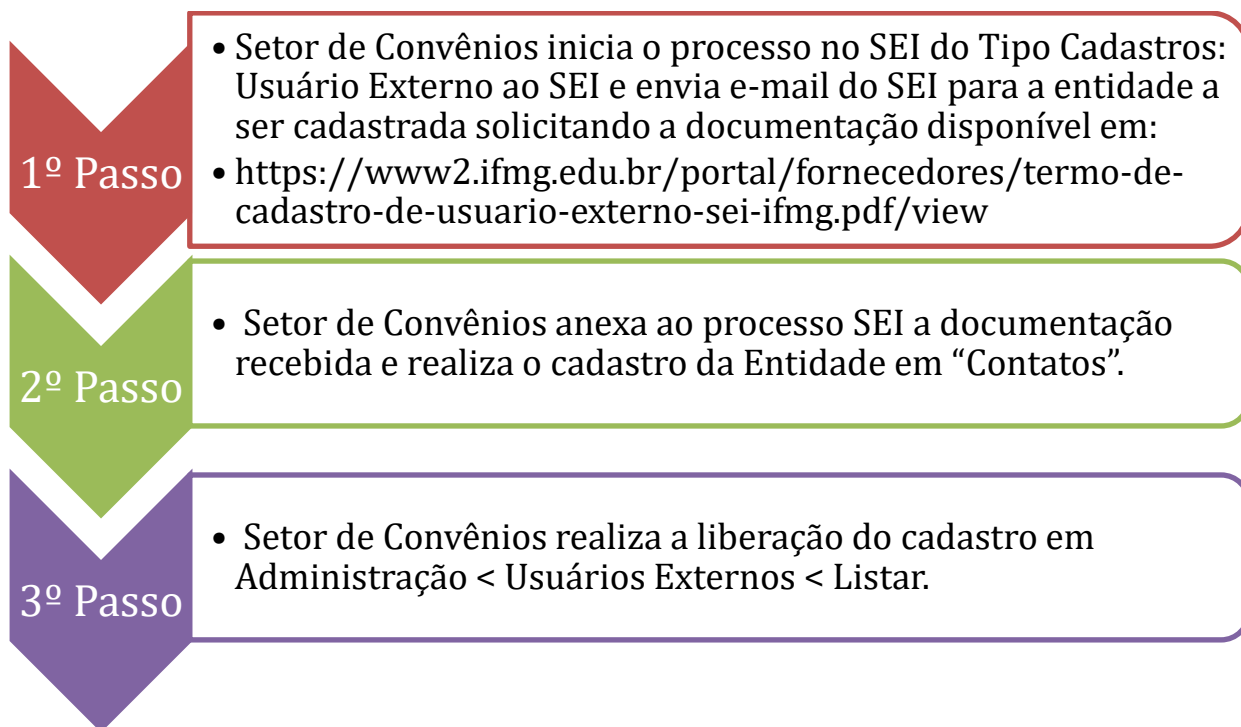 1º Passo
• Setor de Convênios inicia o processo no SEI do Tipo Cadastros:
Usuário Externo ao SEI e envia e-mail do SEI para a entidade a
ser cadastrada solicitando a documentação disponível em:
• https://www2.ifmg.edu.br/portal/fornecedores/termo-de-
cadastro-de-usuario-externo-sei-ifmg.pdf/view
2º Passo
• Setor de Convênios anexa ao processo SEI a documentação
recebida e realiza o cadastro da Entidade em “Contatos”.
3º Passo
• Setor de Convênios realiza a liberação do cadastro em
Administração < Usuários Externos < Listar.